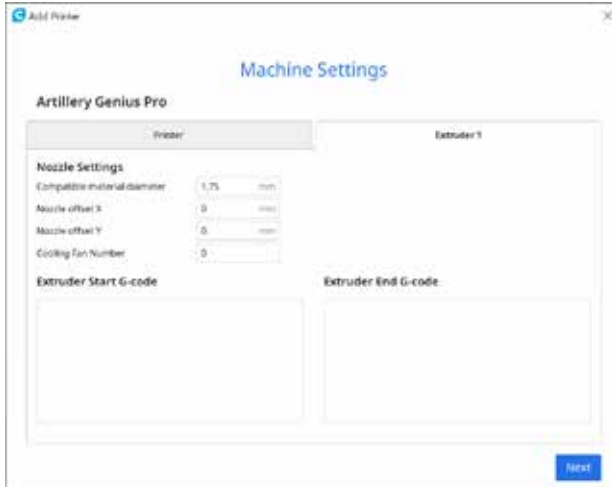 Add Printer
Machine Settings
Artillery Genius Pro
Printer
Extruder 1
Nozzle Settings
Compatible material diameter 1.75 mm
Nozzle offset X 0 mm
Nozzle offset Y 0 mm
Cooling Fan Number 0
Extruder Start G-code
Extruder End G-code
Next